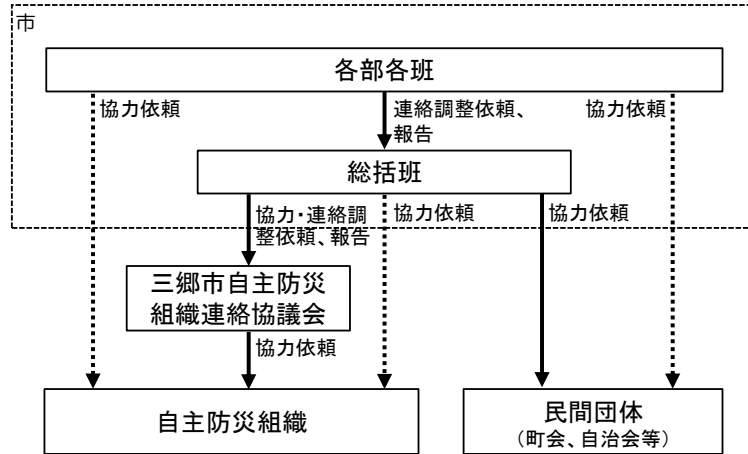 市
各部各班
協力依頼
連絡調整依頼、
報告
協力依頼
総括班
協力・連絡調
整依頼、報告
協力依頼
協力依頼
三郷市自主防災
組織連絡協議会
協力依頼
自主防災組織
民間団体
（町会、自治会等）